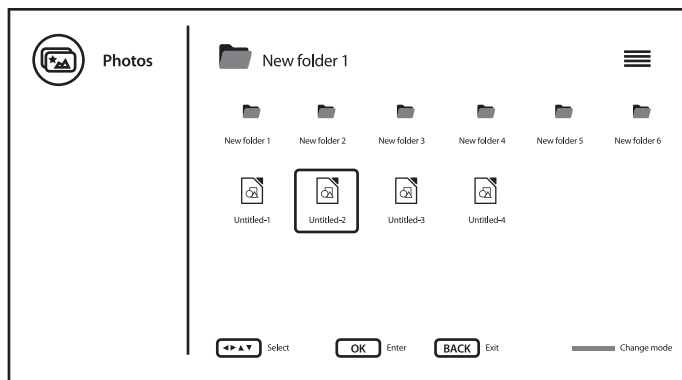 Photos
New folder 1
New folder 1 New folder 2 New folder 3 New folder 4 New folder 5 New folder 6
Untitled-1 Untitled-2 Untitled-3 Untitled-4
Select OK Enter BACK Exit Change mode